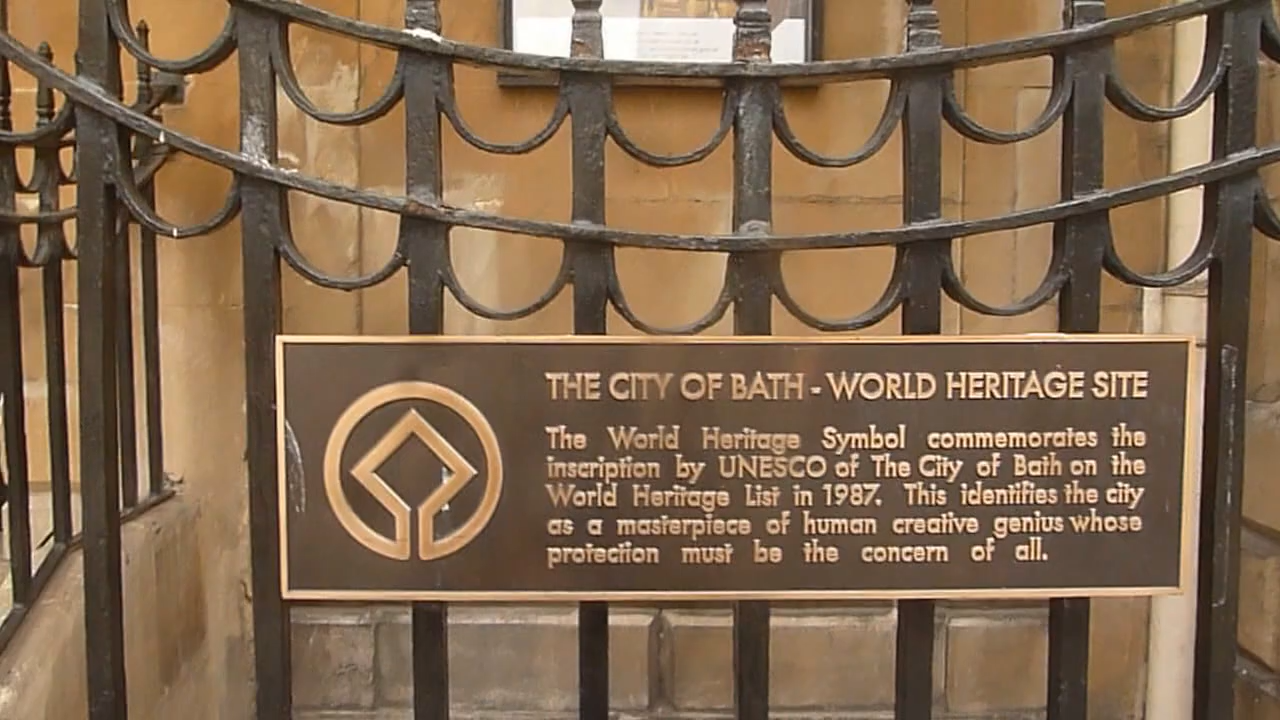 THE CITY OF BATH - WORLD HERITAGE SITE
The World Heritage Symbol commemorates the
inscription by UNESCO of The City of Bath on the
World Heritage List in 1987. This identifies the city
as a masterpiece of human creative genius whose
protection must be the concern of all.